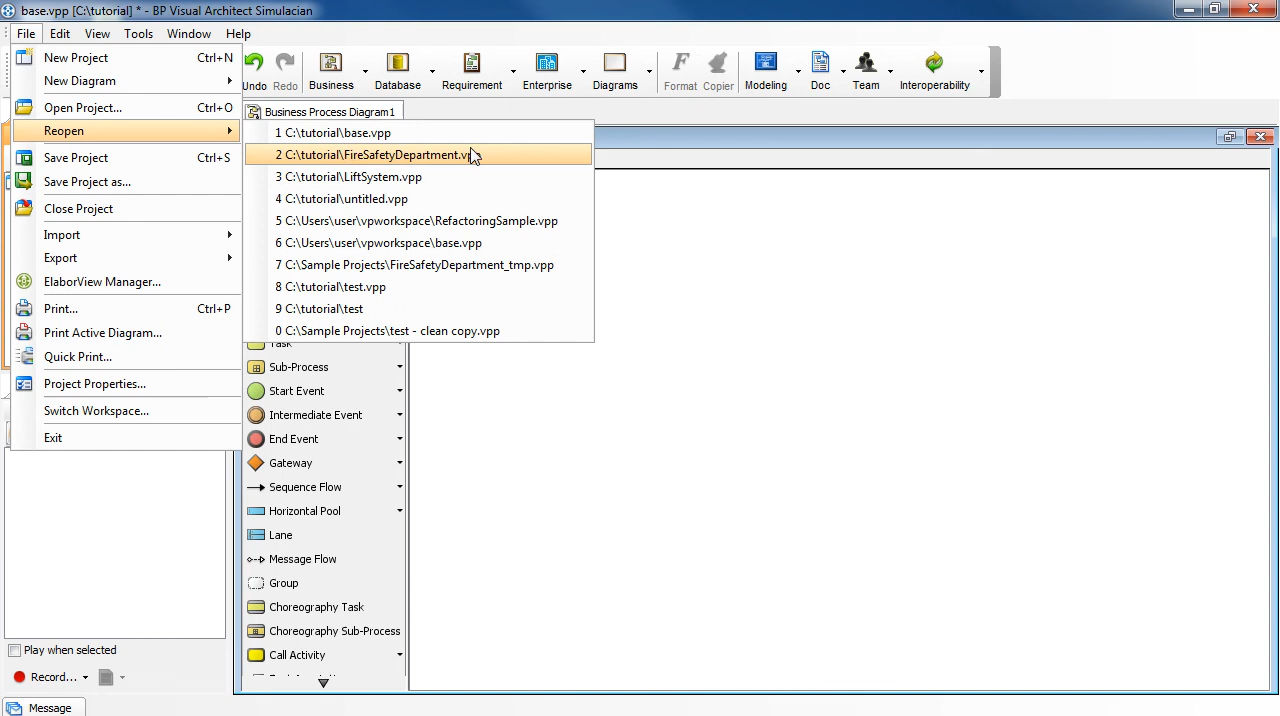 base.vpp [C:\tutorial] * - BP Visual Architect Simulacian
File Edit View Tools Window Help
New Project Ctrl+N
New Diagram
Open Project... Ctrl+O
Reopen
Save Project Ctrl+S
Save Project as...
Close Project
Import
Export
ElaborView Manager...
Print... Ctrl+P
Print Active Diagram...
Quick Print...
Project Properties...
Switch Workspace...
Exit
Undo Redo Business Database Requirement Enterprise Diagrams Format Copier Modeling Doc Team Interoperability
Business Process Diagram1
1 C:\tutorial\base.vpp
2 C:\tutorial\FireSafetyDepartment.vpp
3 C:\tutorial\LiftSystem.vpp
4 C:\tutorial\untitled.vpp
5 C:\Users\user\vpworkspace\RefactoringSample.vpp
6 C:\Users\user\vpworkspace\base.vpp
7 C:\Sample Projects\FireSafetyDepartment_tmp.vpp
8 C:\tutorial\test.vpp
9 C:\tutorial\test
0 C:\Sample Projects\test - clean copy.vpp
Task
Sub-Process
Start Event
Intermediate Event
End Event
Gateway
Sequence Flow
Horizontal Pool
Lane
Message Flow
Group
Choreography Task
Choreography Sub-Process
Call Activity
Play when selected
Record...
Message